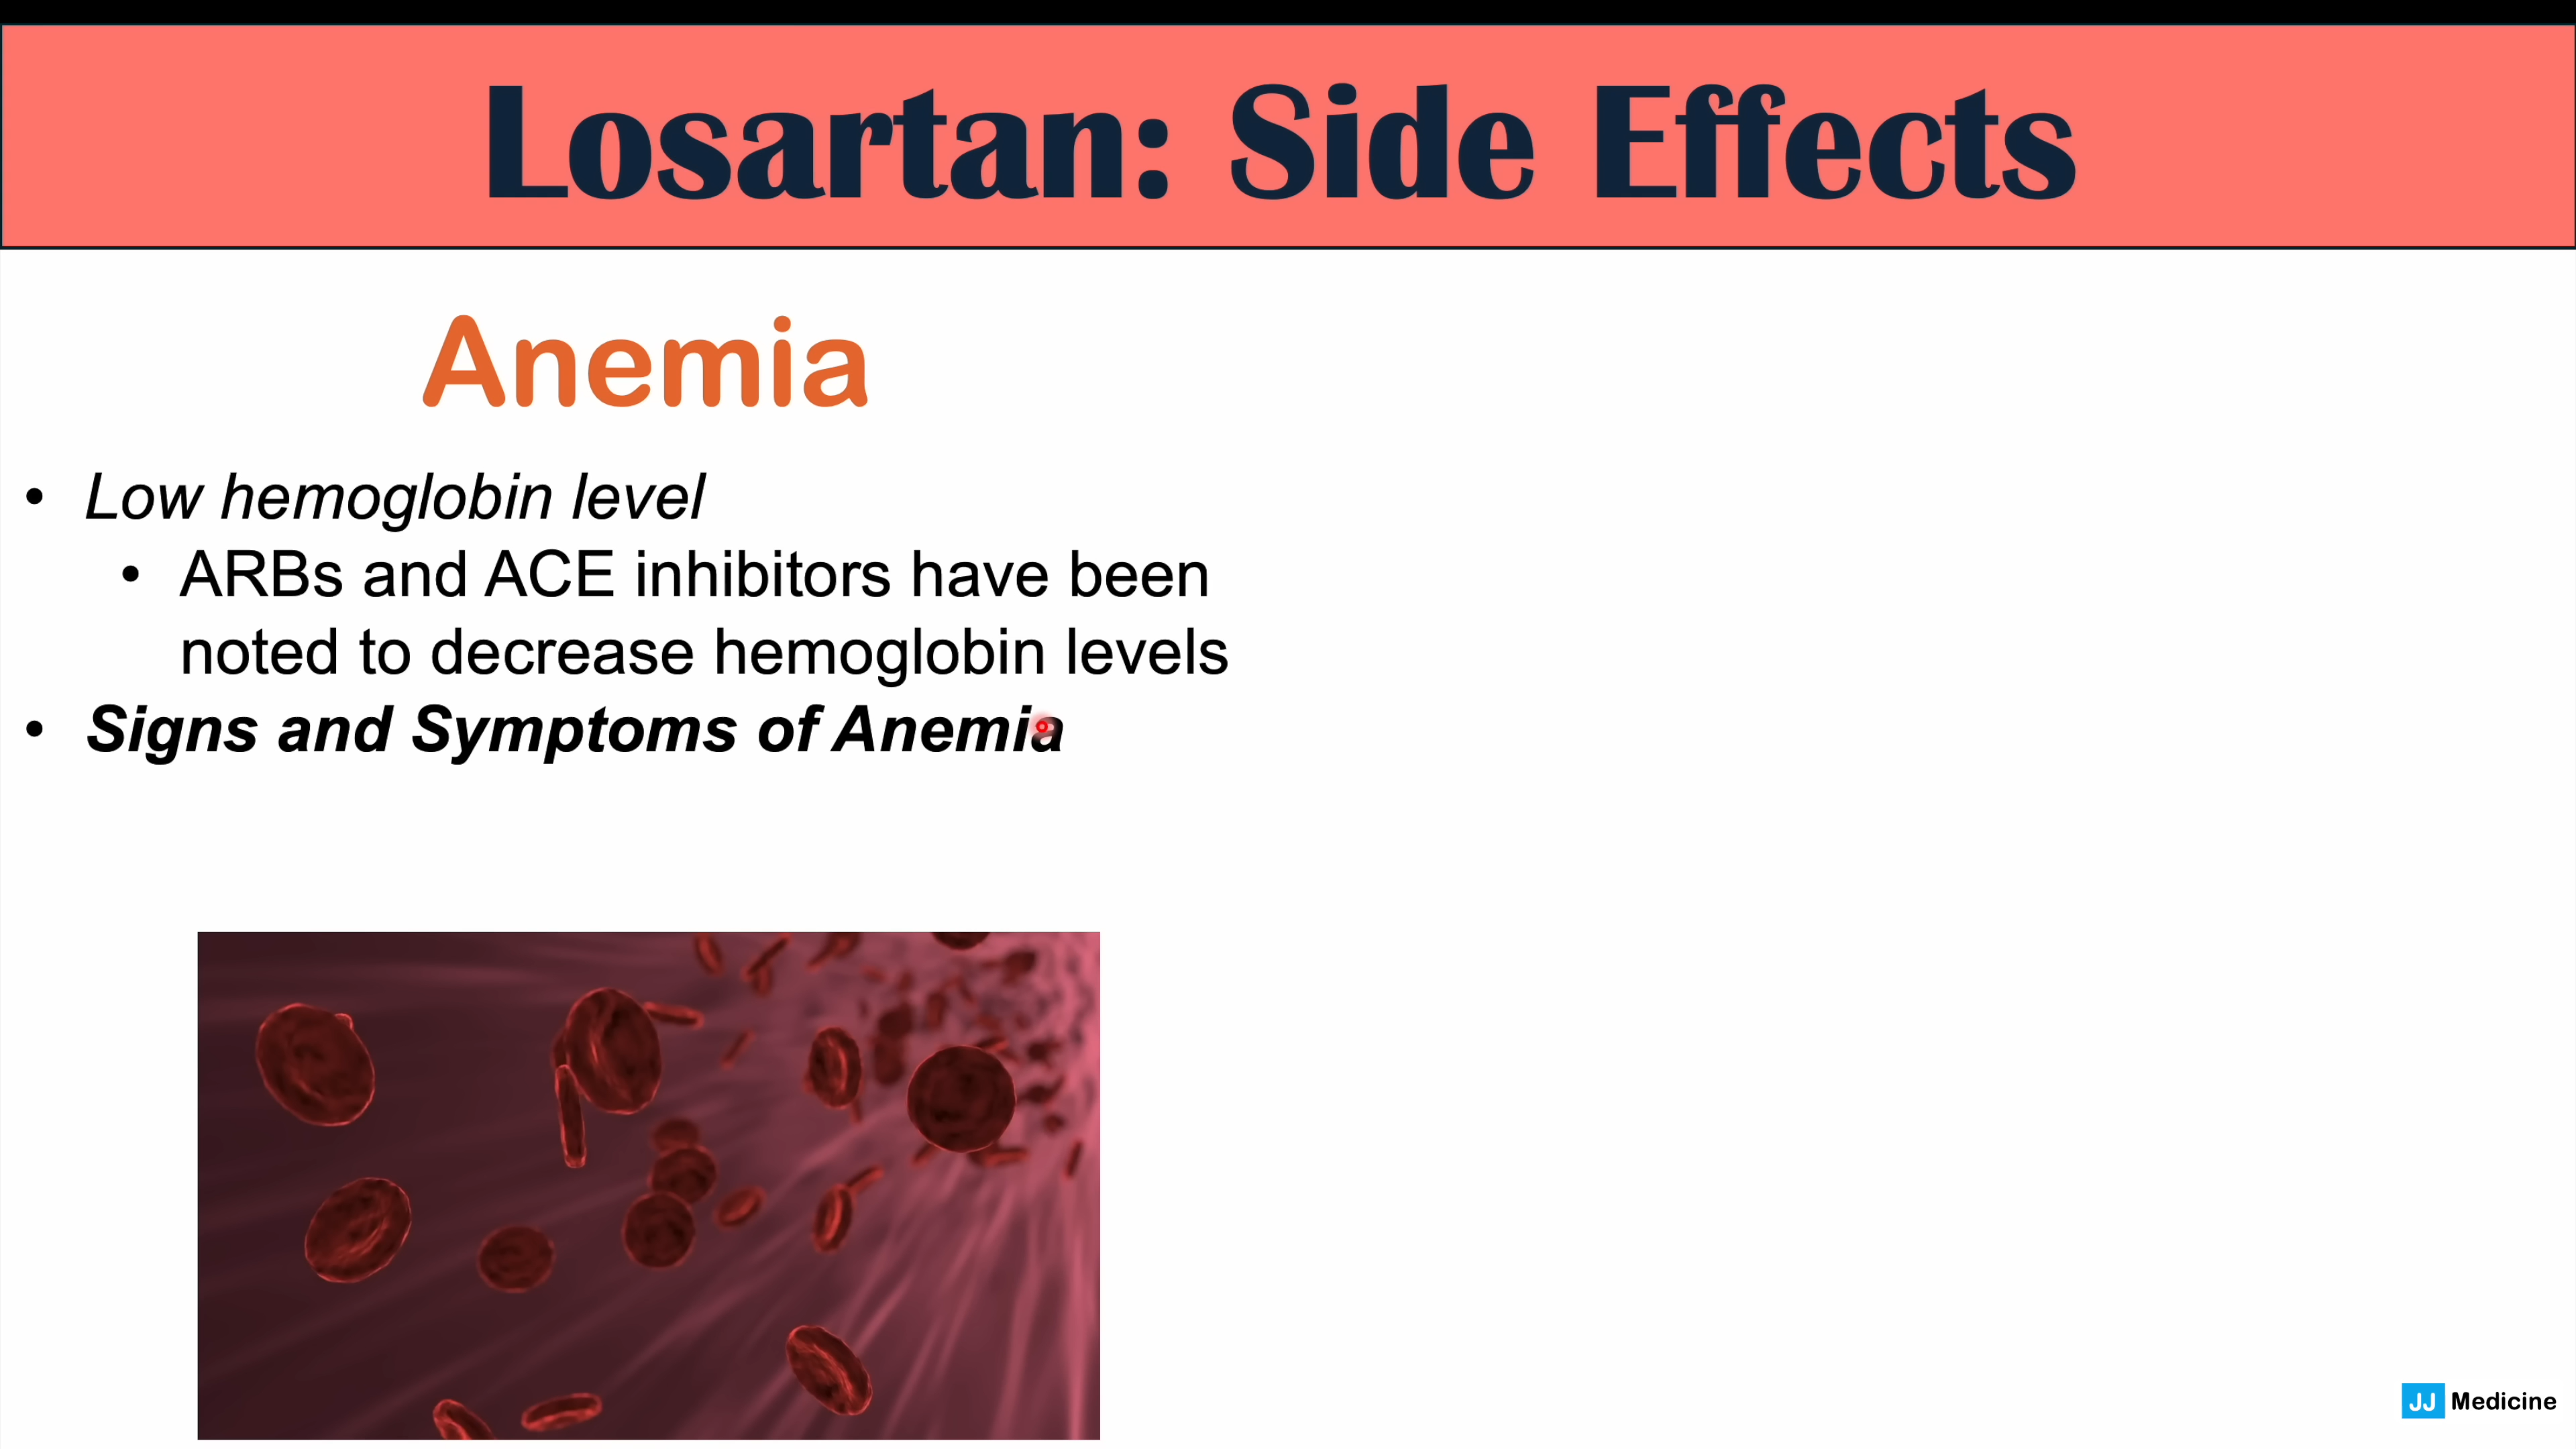 Losartan: Side Effects
Anemia
• Low hemoglobin level
• ARBs and ACE inhibitors have been
noted to decrease hemoglobin levels
• Signs and Symptoms of Anemia
JJ Medicine